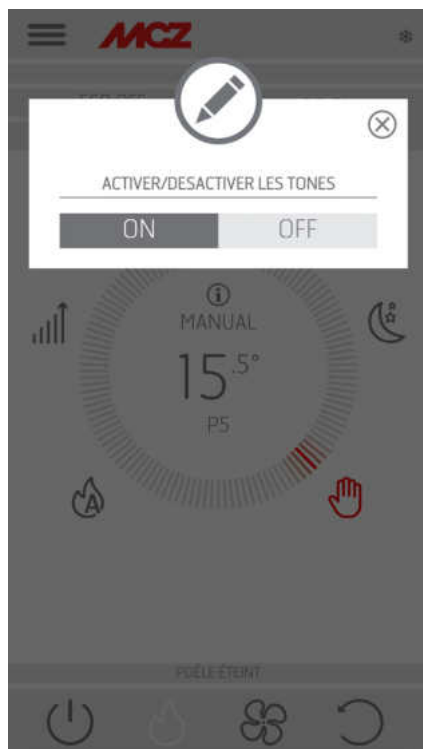 MCZ
ACTIVER/DESACTIVER LES TONES
ON OFF
MANUAL
15.5°
P5
A
POÊLE ÉTEINT